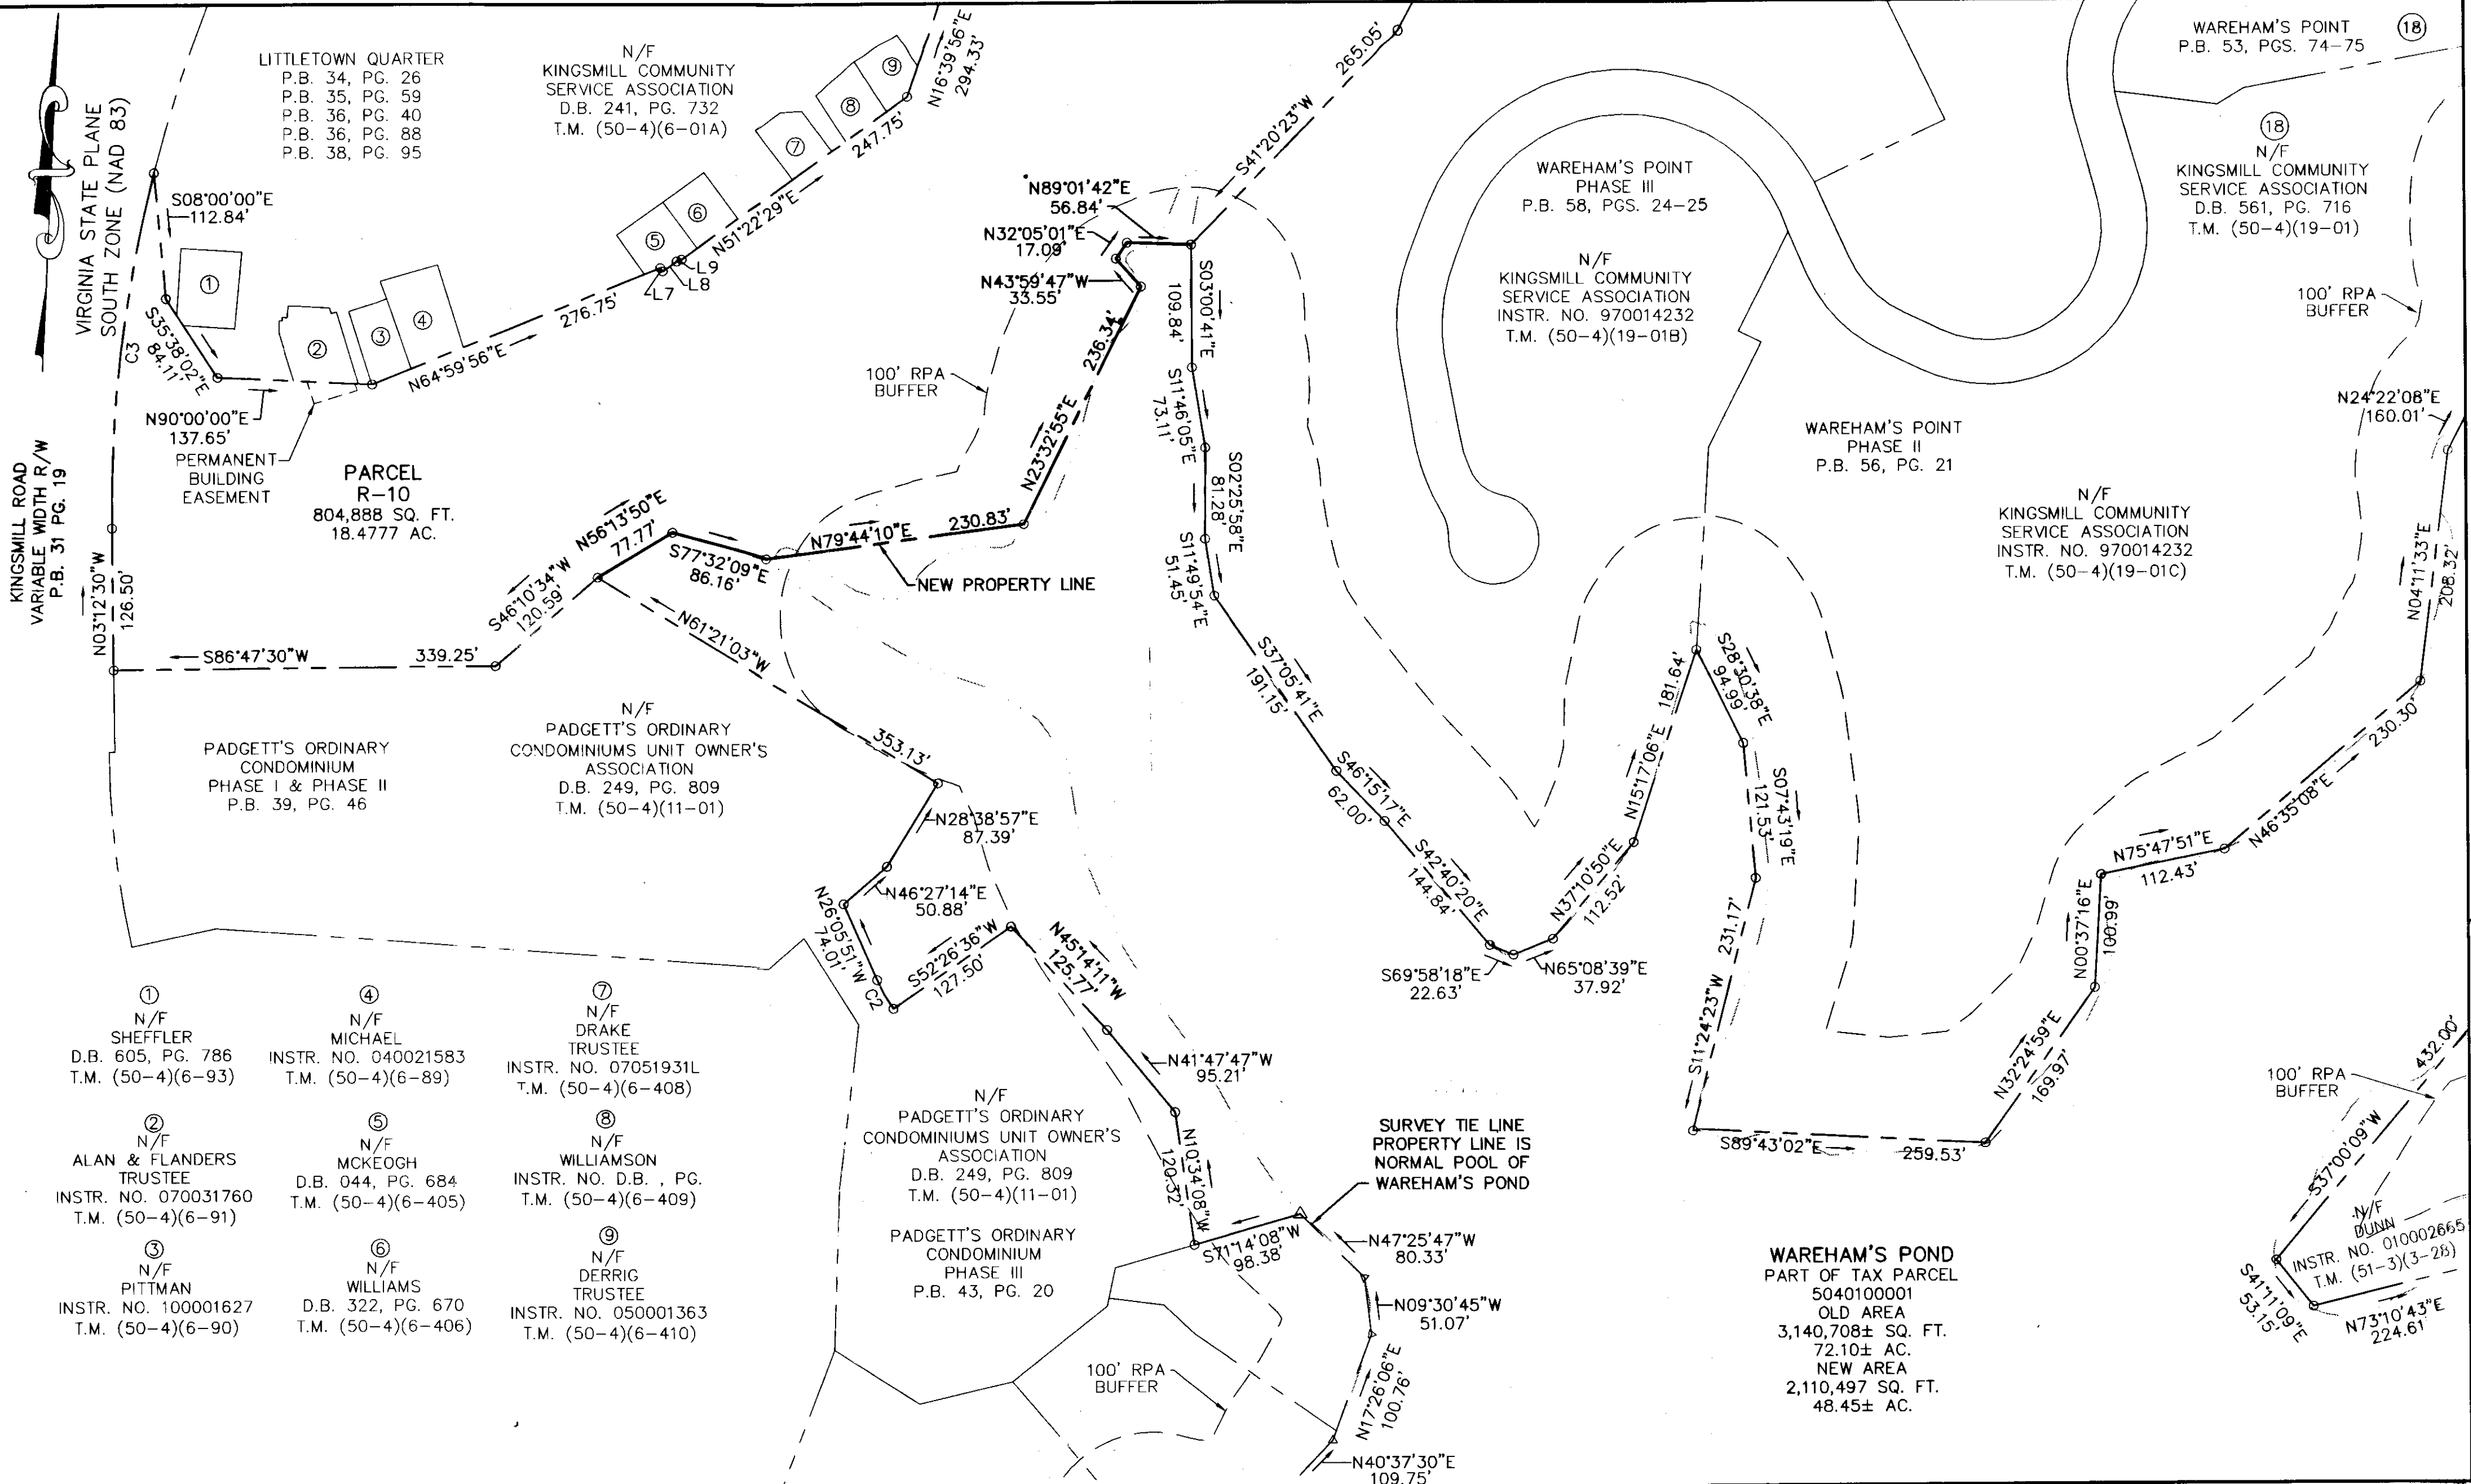 VIRGINIA STATE PLANE
SOUTH ZONE (NAD 83)
LITTLETOWN QUARTER
P.B. 34, PG. 26
P.B. 35, PG. 59
P.B. 36, PG. 40
P.B. 36, PG. 88
P.B. 38, PG. 95
N/F
KINGSMILL COMMUNITY
SERVICE ASSOCIATION
D.B. 241, PG. 732
T.M. (50-4)(6-01A)
N16°39'56"E
294.33'
265.05'
S41°20'23"W
WAREHAM'S POINT
P.B. 53, PGS. 74-75
18
18
N/F
KINGSMILL COMMUNITY
SERVICE ASSOCIATION
D.B. 561, PG. 716
T.M. (50-4)(19-01)
WAREHAM'S POINT
PHASE III
P.B. 58, PGS. 24-25
N/F
KINGSMILL COMMUNITY
SERVICE ASSOCIATION
INSTR. NO. 970014232
T.M. (50-4)(19-01B)
100' RPA
BUFFER
S08°00'00"E
112.84'
1
2
3
4
5
6
7
8
9
247.75'
N51°22'29"E
L9
L8
L7
276.75'
N64°59'56"E
C3
S35°38'02"E
84.11'
N90°00'00"E
137.65'
PERMANENT
BUILDING
EASEMENT
PARCEL
R-10
804,888 SQ. FT.
18.4777 AC.
KINGSMILL ROAD
VARIABLE WIDTH R/W
P.B. 31 PG. 19
N89°01'42"E
56.84'
N32°05'01"E
17.09'
N43°59'47"W
33.55'
236.34'
N23°32'55"E
100' RPA
BUFFER
S03°00'41"E
109.84'
S11°46'05"E
73.11'
S02°25'58"E
81.28'
S11°49'54"E
51.45'
WAREHAM'S POINT
PHASE II
P.B. 56, PG. 21
N/F
KINGSMILL COMMUNITY
SERVICE ASSOCIATION
INSTR. NO. 970014232
T.M. (50-4)(19-01C)
N24°22'08"E
160.01'
N04°11'33"E
208.32'
N03°12'30"W
126.50'
N56°13'50"E
77.77'
S77°32'09"E
86.16'
N79°44'10"E
230.83'
NEW PROPERTY LINE
S46°10'34"W
120.59'
S86°47'30"W
339.25'
N61°21'03"W
353.13'
S37°05'41"E
191.15'
S46°15'17"E
62.00'
S42°40'20"E
144.84'
S69°58'18"E
22.63'
N65°08'39"E
37.92'
N37°10'50"E
112.52'
N15°17'06"E
181.64'
S28°30'38"E
94.99'
S07°43'19"E
121.53'
S11°24'23"W
231.17'
S89°43'02"E
259.53'
N32°24'59"E
169.97'
N00°37'16"E
100.99'
N75°47'51"E
112.43'
N46°35'08"E
230.30'
PADGETT'S ORDINARY
CONDOMINIUM
PHASE I & PHASE II
P.B. 39, PG. 46
N/F
PADGETT'S ORDINARY
CONDOMINIUMS UNIT OWNER'S
ASSOCIATION
D.B. 249, PG. 809
T.M. (50-4)(11-01)
N28°38'57"E
87.39'
N46°27'14"E
50.88'
N26°05'51"W
74.01'
C2
S52°26'36"W
127.50'
N45°14'11"W
125.77'
N41°47'47"W
95.21'
N10°34'08"W
120.32'
1
N/F
SHEFFLER
D.B. 605, PG. 786
T.M. (50-4)(6-93)
4
N/F
MICHAEL
INSTR. NO. 040021583
T.M. (50-4)(6-89)
7
N/F
DRAKE
TRUSTEE
INSTR. NO. 07051931L
T.M. (50-4)(6-408)
2
N/F
ALAN & FLANDERS
TRUSTEE
INSTR. NO. 070031760
T.M. (50-4)(6-91)
5
N/F
MCKEOGH
D.B. 044, PG. 684
T.M. (50-4)(6-405)
8
N/F
WILLIAMSON
INSTR. NO. D.B. , PG.
T.M. (50-4)(6-409)
3
N/F
PITTMAN
INSTR. NO. 100001627
T.M. (50-4)(6-90)
6
N/F
WILLIAMS
D.B. 322, PG. 670
T.M. (50-4)(6-406)
9
N/F
DERRIG
TRUSTEE
INSTR. NO. 050001363
T.M. (50-4)(6-410)
N/F
PADGETT'S ORDINARY
CONDOMINIUMS UNIT OWNER'S
ASSOCIATION
D.B. 249, PG. 809
T.M. (50-4)(11-01)
PADGETT'S ORDINARY
CONDOMINIUM
PHASE III
P.B. 43, PG. 20
S71°14'08"W
98.38'
SURVEY TIE LINE
PROPERTY LINE IS
NORMAL POOL OF
WAREHAM'S POND
N47°25'47"W
80.33'
N09°30'45"W
51.07'
N17°26'06"E
100.76'
N40°37'30"E
109.75'
100' RPA
BUFFER
WAREHAM'S POND
PART OF TAX PARCEL
5040100001
OLD AREA
3,140,708± SQ. FT.
72.10± AC.
NEW AREA
2,110,497 SQ. FT.
48.45± AC.
100' RPA
BUFFER
432.00'
S37°00'09"W
N/F
DUNN
INSTR. NO. 010002665
T.M. (51-3)(3-28)
S41°11'09"E
53.15'
N73°10'43"E
224.61'